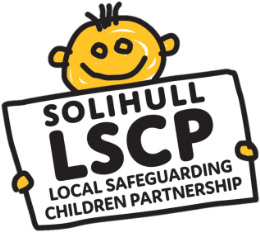 SOLIHULL
LSCP
LOCAL SAFEGUARDING
CHILDREN PARTNERSHIP